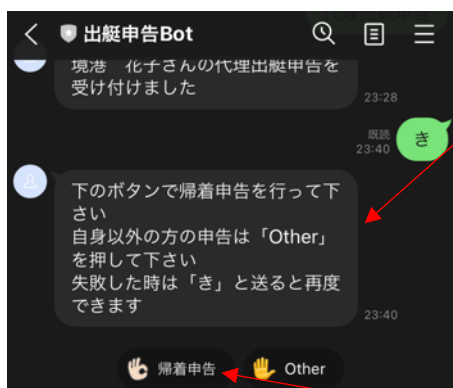 出艇申告Bot
境港　花子さんの代理出艇申告を
受け付けました
23:28
既読
23:40
き
下のボタンで帰着申告を行って下
さい
自身以外の方の申告は「Other」
を押して下さい
失敗した時は「き」と送ると再度
できます
23:40
帰着申告
Other